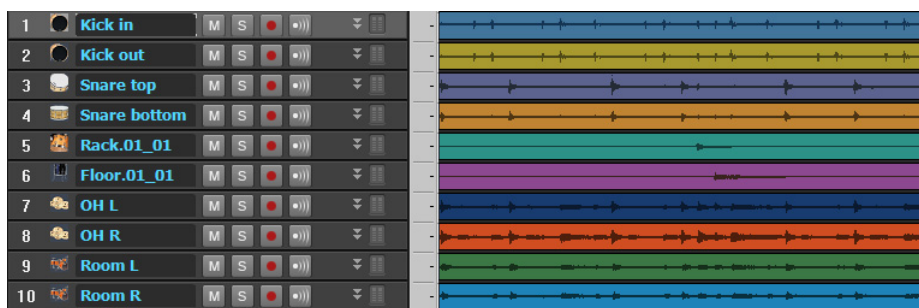 1 Kick in M S
2 Kick out M S
3 Snare top M S
4 Snare bottom M S
5 Rack.01_01 M S
6 Floor.01_01 M S
7 OH L M S
8 OH R M S
9 Room L M S
10 Room R M S